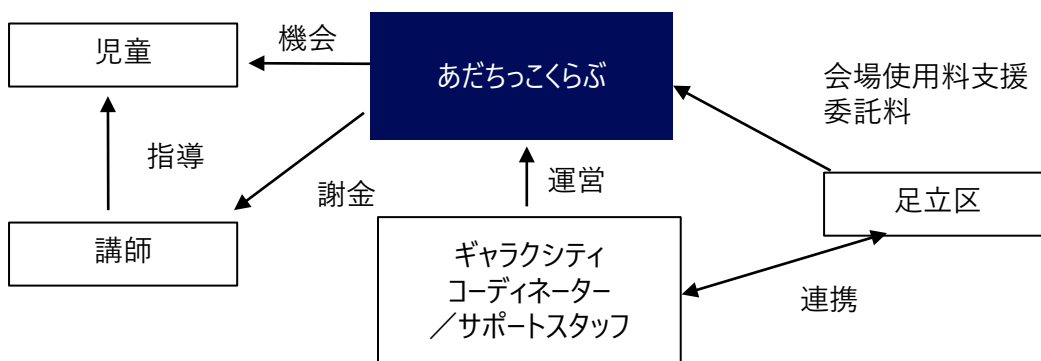 児童
機会
あだちっこくらぶ
会場使用料支援
委託料
指導
謝金
運営
足立区
講師
ギャラクシティ
コーディネーター
／サポートスタッフ
連携